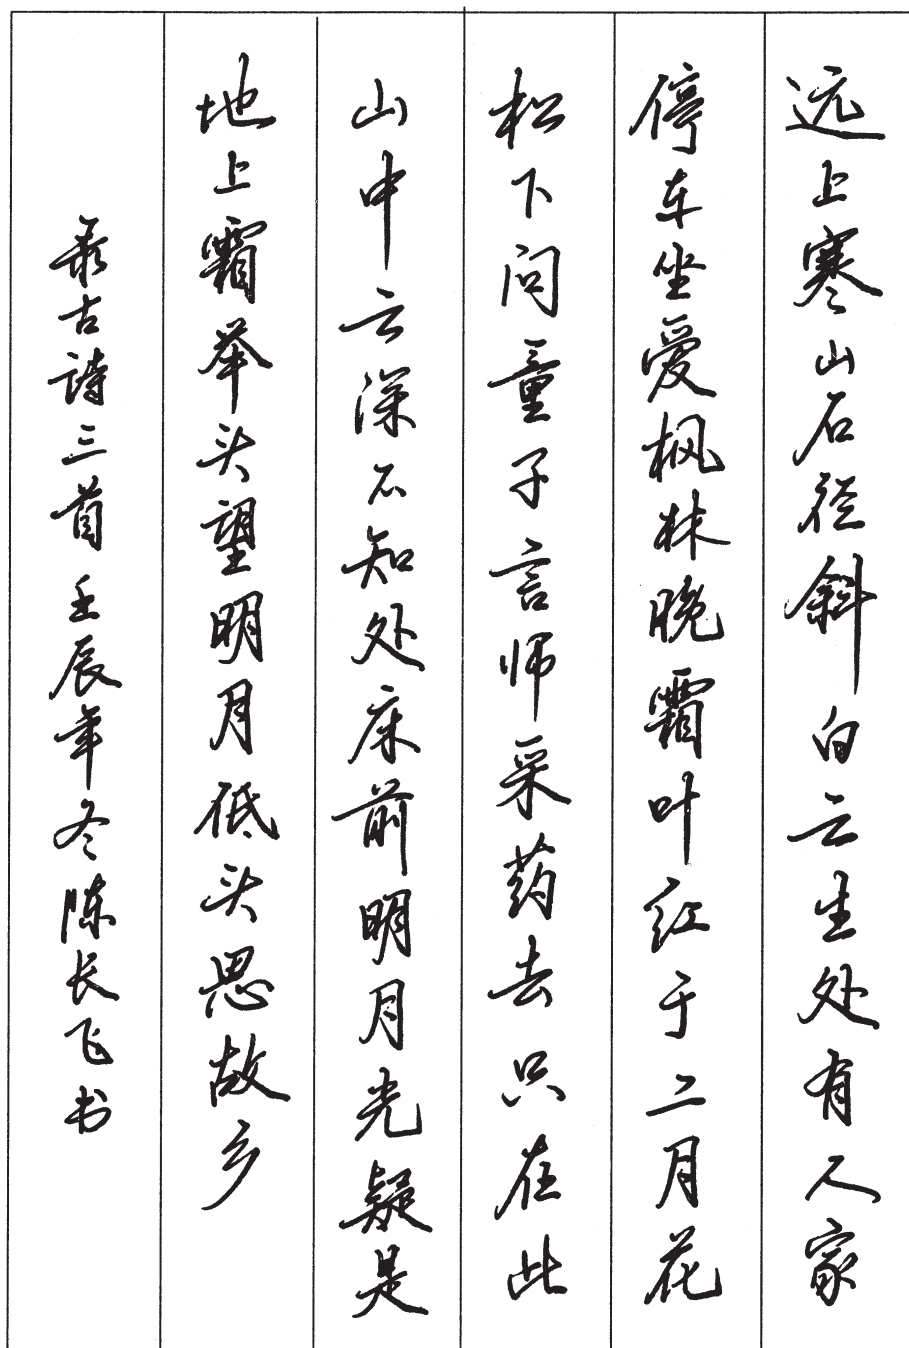 远上寒山石径斜白云生处有人家
停车坐爱枫林晚霜叶红于二月花
松下问童子言师采药去只在此
山中云深不知处床前明月光疑是
地上霜举头望明月低头思故乡
录古诗三首壬辰年冬陈长飞书